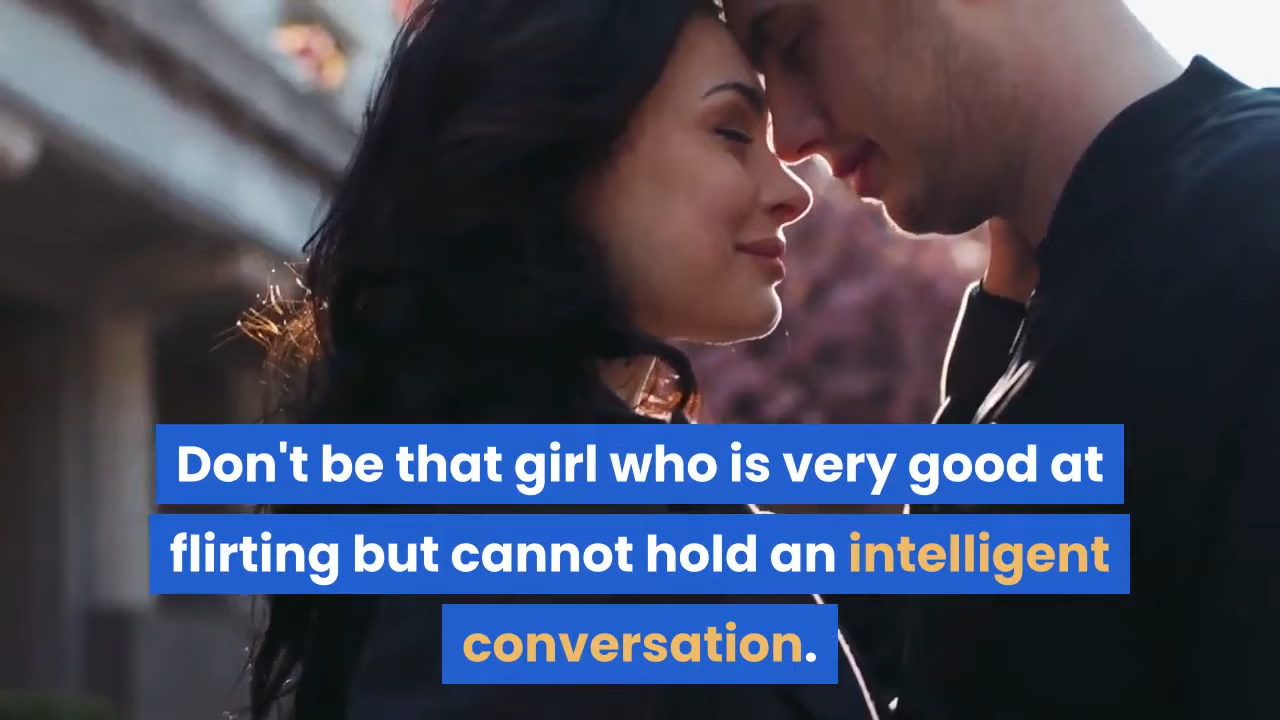 Don't be that girl who is very good at
flirting but cannot hold an intelligent
conversation.